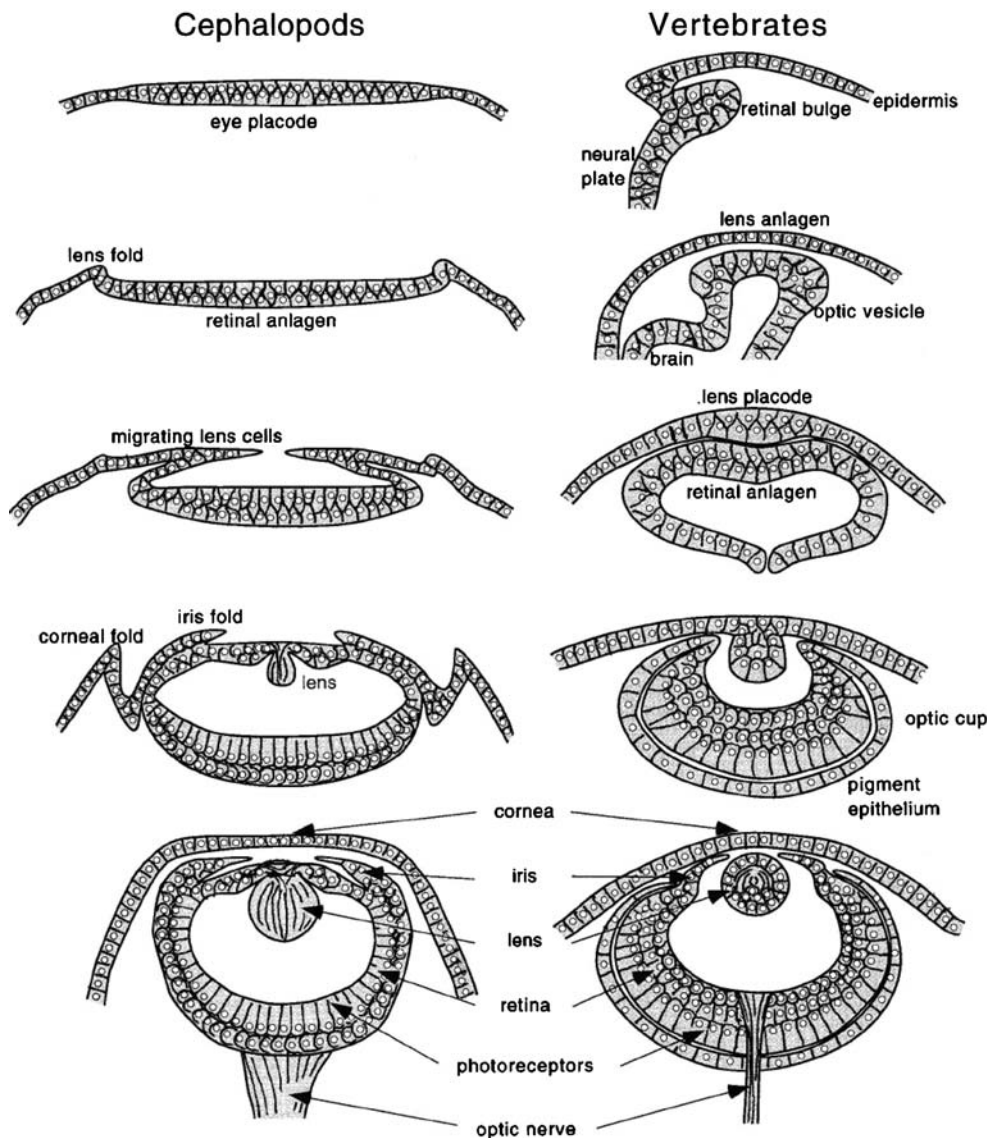 Cephalopods
Vertebrates
eye placode
epidermis
retinal bulge
neural
plate
lens fold
retinal anlagen
lens anlagen
optic vesicle
brain
migrating lens cells
.lens placode
retinal anlagen
iris fold
corneal fold
lens
optic cup
pigment
epithelium
cornea
iris
lens
retina
photoreceptors
optic nerve